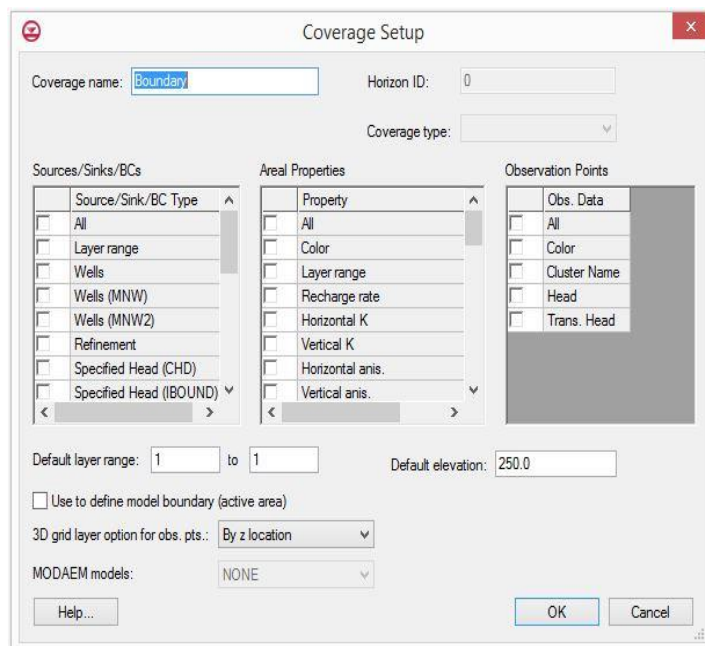 Coverage Setup
Coverage name: Boundary
Horizon ID: 0
Coverage type:
Sources/Sinks/BCs
Source/Sink/BC Type
All
Layer range
Wells
Wells (MNW)
Wells (MNW2)
Refinement
Specified Head (CHD)
Specified Head (IBOUND)
Areal Properties
Property
All
Color
Layer range
Recharge rate
Horizontal K
Vertical K
Horizontal anis.
Vertical anis.
Observation Points
Obs. Data
All
Color
Cluster Name
Head
Trans. Head
Default layer range: 1 to 1
Default elevation: 250.0
Use to define model boundary (active area)
3D grid layer option for obs. pts.: By z location
MODAEM models: NONE
Help...
OK
Cancel